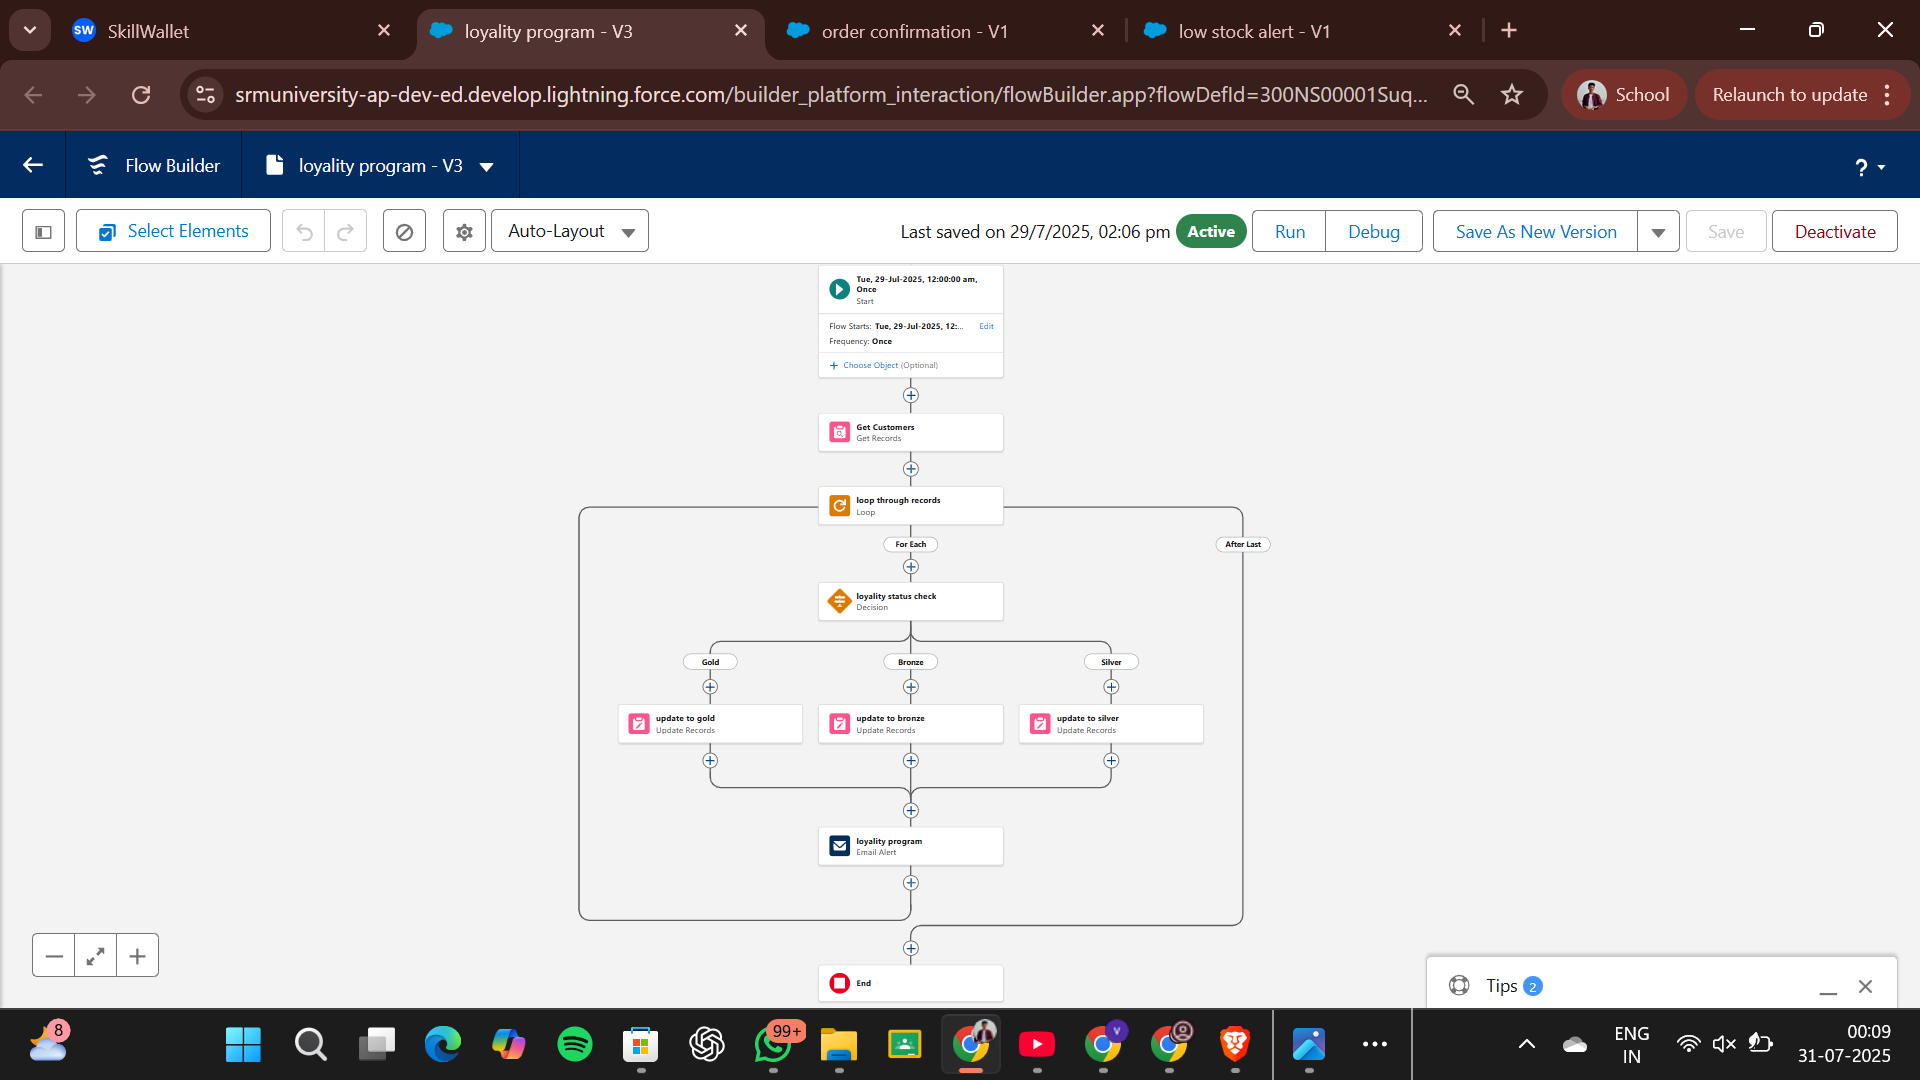 SW SkillWallet
loyality program - V3
order confirmation - V1
low stock alert - V1
srmuniversity-ap-dev-ed.develop.lightning.force.com/builder_platform_interaction/flowBuilder.app?flowDefId=300NS00001Suq...
School
Relaunch to update
Flow Builder
loyality program - V3
?
Select Elements
Auto-Layout
Last saved on 29/7/2025, 02:06 pm
Active
Run
Debug
Save As New Version
Save
Deactivate
Tue, 29-Jul-2025, 12:00:00 am,
Once
Start
Flow Starts: Tue, 29-Jul-2025, 12:...
Edit
Frequency: Once
Choose Object (Optional)
Get Customers
Get Records
loop through records
Loop
For Each
After Last
loyality status check
Decision
Gold
Bronze
Silver
update to gold
Update Records
update to bronze
Update Records
update to silver
Update Records
loyality program
Email Alert
End
Tips 2
8
99+
V
ENG
IN
00:09
31-07-2025